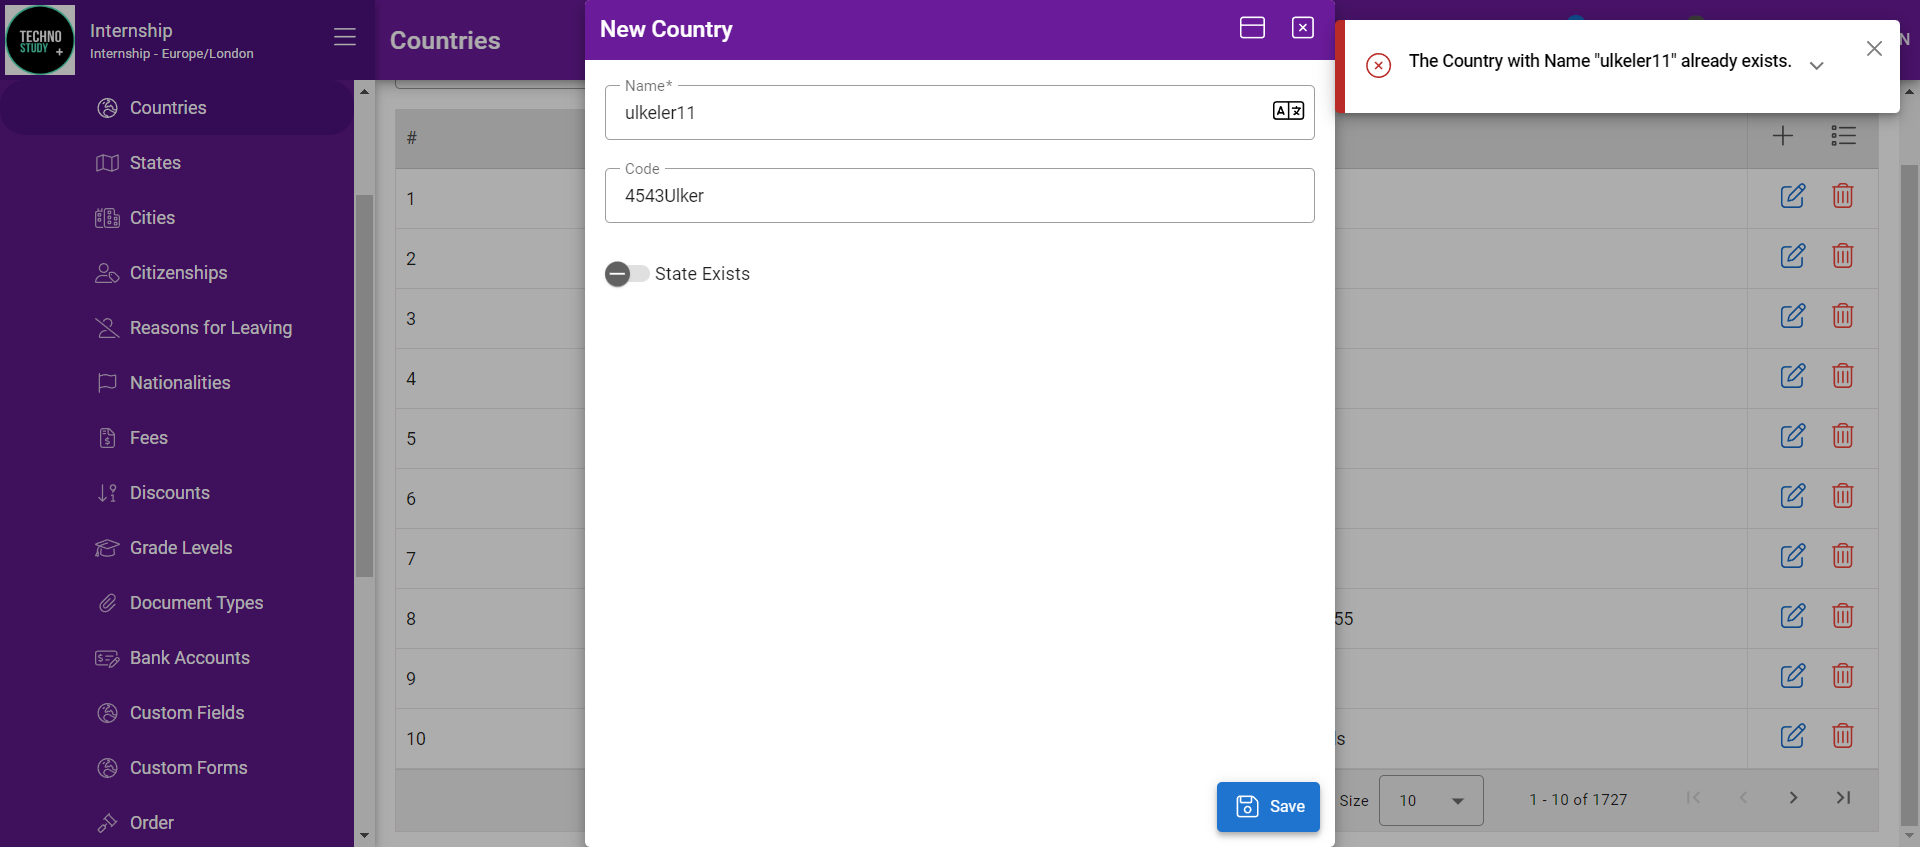 TECHNO
STUDY
Internship
Internship - Europe/London
Countries
States
Cities
Citizenships
Reasons for Leaving
Nationalities
Fees
Discounts
Grade Levels
Document Types
Bank Accounts
Custom Fields
Custom Forms
Order
Countries
#
1
2
3
4
5
6
7
8
9
10
New Country
Name*
ulkeler11
Code
4543Ulker
State Exists
Save
The Country with Name "ulkeler11" already exists.
N
55
s
Size
10
1 - 10 of 1727